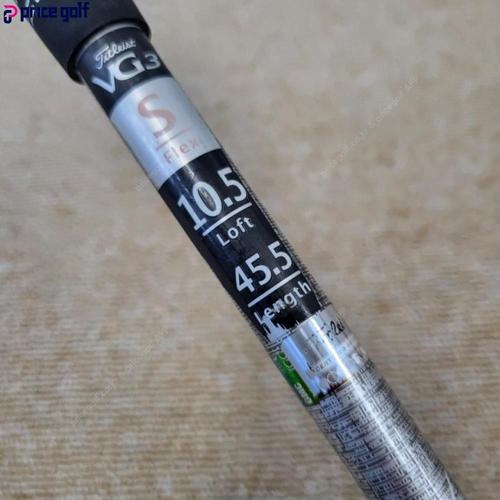 price golf
Titleist
VG3
S
Flex
10.5
Loft
45.5
Length